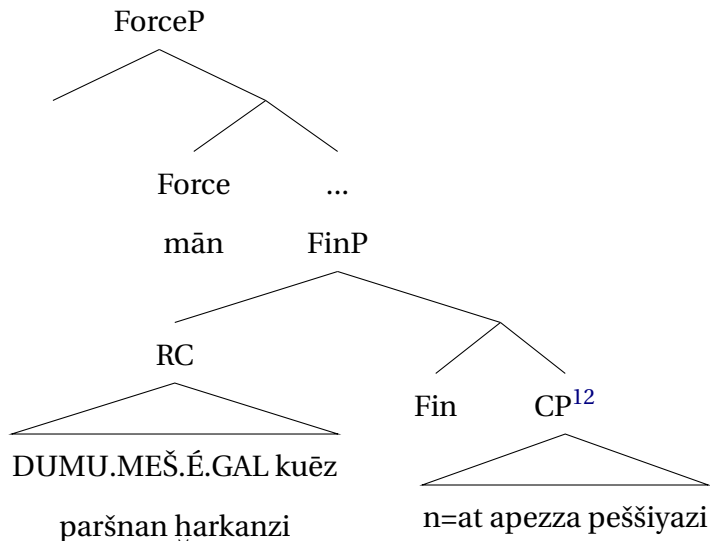 ForceP
Force ...
mān FinP
RC
Fin CP12
DUMU.MEŠ.É.GAL kuēz
n=at apezza peššiyazi
paršnan ḫarkanzi